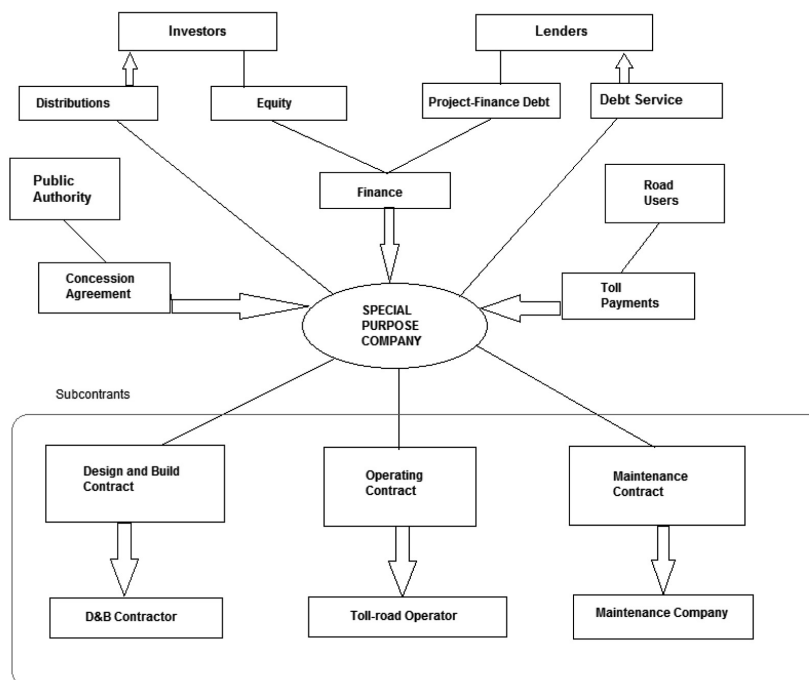 Investors
Lenders
Distributions
Equity
Project-Finance Debt
Debt Service
Public
Authority
Finance
Road
Users
Concession
Agreement
Toll
Payments
SPECIAL
PURPOSE
COMPANY
Subcontrants
Design and Build
Contract
Operating
Contract
Maintenance
Contract
D&B Contractor
Toll-road Operator
Maintenance Company